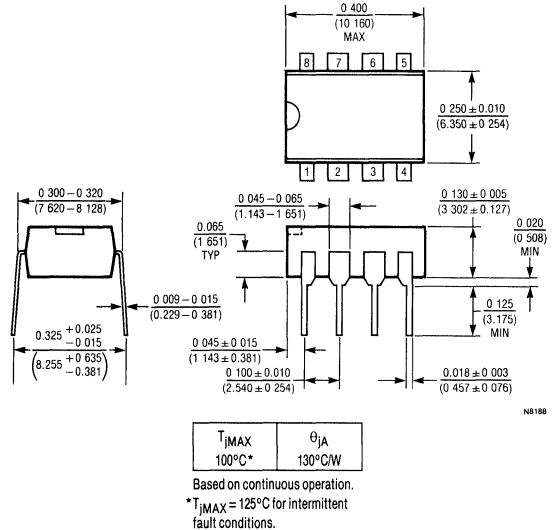 0 400
(10 160)
MAX
8 7 6 5
0 250 ± 0.010
(6.350 ± 0 254)
1 2 3 4
0 300 – 0 320
(7 620 – 8 128)
0 045 – 0 065
(1.143 – 1 651)
0 130 ± 0 005
(3 302 ± 0.127)
0.065
(1 651)
TYP
0 020
(0 508)
MIN
0 009 – 0 015
(0.229 – 0 381)
0 125
(3.175)
MIN
0.325 +0.025 −0 015
(8.255 +0 635 −0.381)
0 045 ± 0 015
(1 143 ± 0.381)
0 100 ± 0 010
(2.540 ± 0 254)
0.018 ± 0 003
(0 457 ± 0 076)
N8188
TjMAX θjA
100°C* 130°C/W
Based on continuous operation.
*TjMAX = 125°C for intermittent
fault conditions.